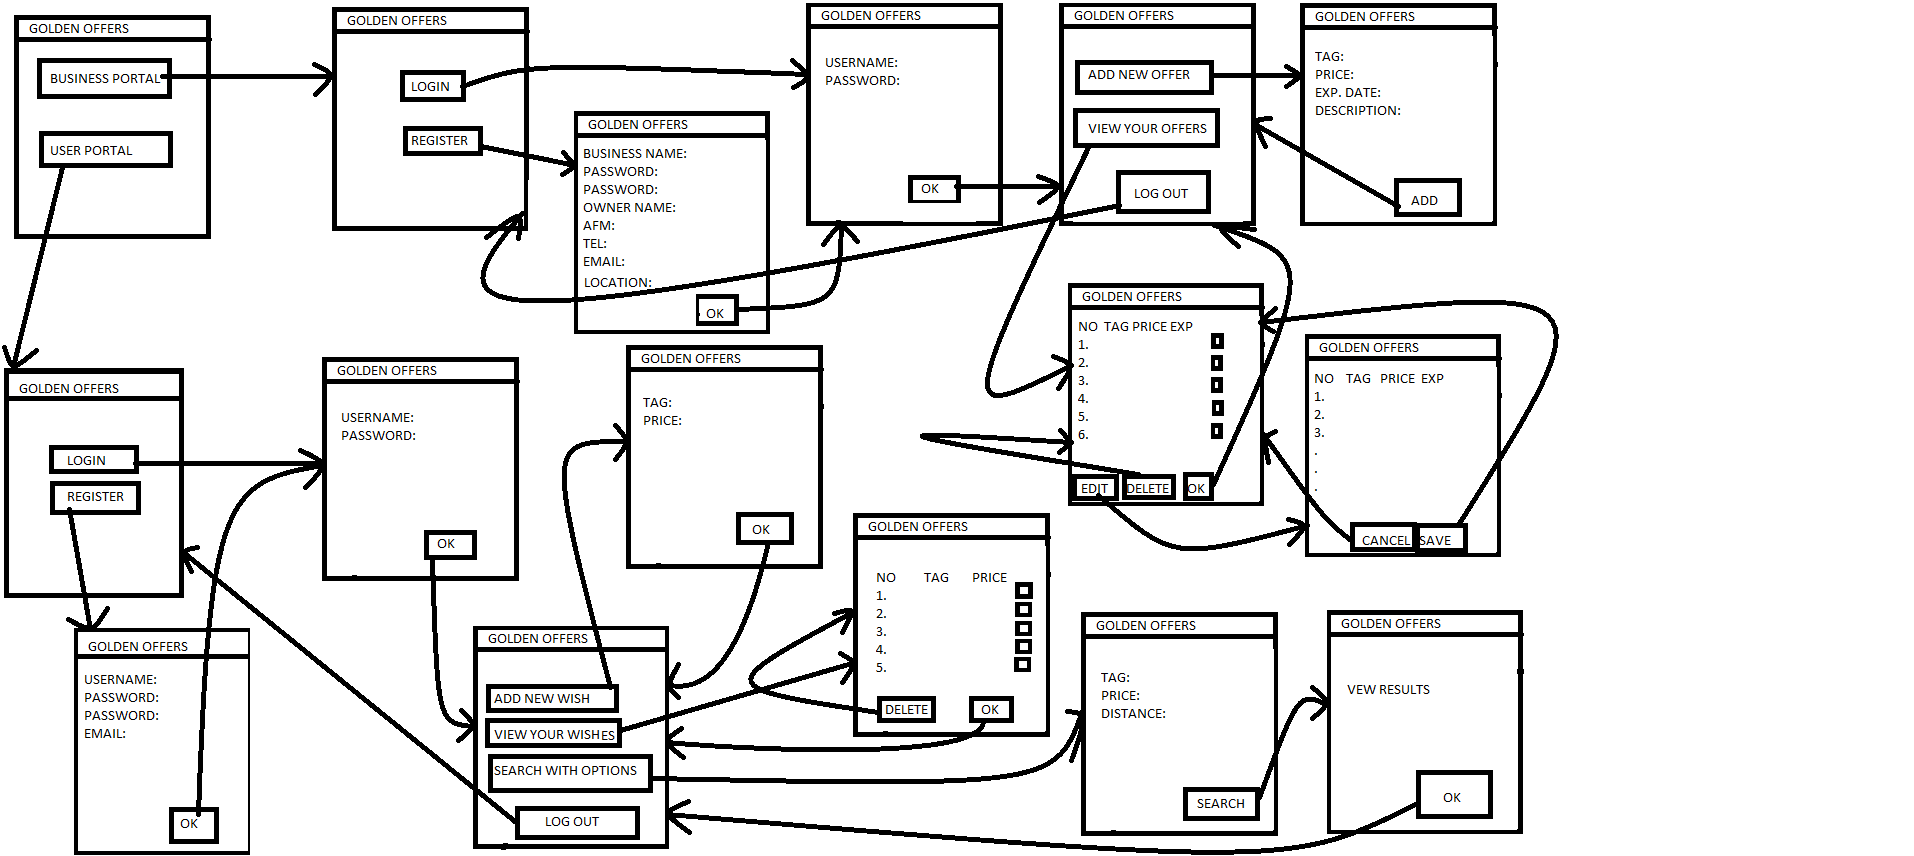 GOLDEN OFFERS
BUSINESS PORTAL
USER PORTAL
GOLDEN OFFERS
LOGIN
REGISTER
GOLDEN OFFERS
BUSINESS NAME:
PASSWORD:
PASSWORD:
OWNER NAME:
AFM:
TEL:
EMAIL:
LOCATION:
OK
GOLDEN OFFERS
USERNAME:
PASSWORD:
OK
GOLDEN OFFERS
ADD NEW OFFER
VIEW YOUR OFFERS
LOG OUT
GOLDEN OFFERS
TAG:
PRICE:
EXP. DATE:
DESCRIPTION:
ADD
GOLDEN OFFERS
NO TAG PRICE EXP
1.
2.
3.
4.
5.
6.
EDIT DELETE OK
GOLDEN OFFERS
NO TAG PRICE EXP
1.
2.
3.
.
.
.
CANCEL SAVE
GOLDEN OFFERS
LOGIN
REGISTER
GOLDEN OFFERS
USERNAME:
PASSWORD:
OK
GOLDEN OFFERS
TAG:
PRICE:
OK
GOLDEN OFFERS
USERNAME:
PASSWORD:
PASSWORD:
EMAIL:
OK
GOLDEN OFFERS
ADD NEW WISH
VIEW YOUR WISHES
SEARCH WITH OPTIONS
LOG OUT
GOLDEN OFFERS
NO TAG PRICE
1.
2.
3.
4.
5.
DELETE OK
GOLDEN OFFERS
TAG:
PRICE:
DISTANCE:
SEARCH
GOLDEN OFFERS
VEW RESULTS
OK